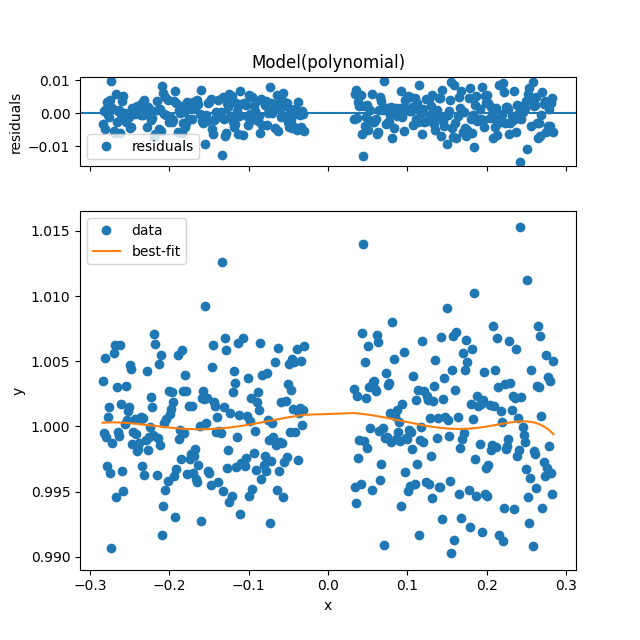 Model(polynomial)
0.01
0.00
−0.01
residuals
residuals
1.015
1.010
1.005
1.000
0.995
0.990
y
data
best-fit
−0.3 −0.2 −0.1 0.0 0.1 0.2 0.3
x